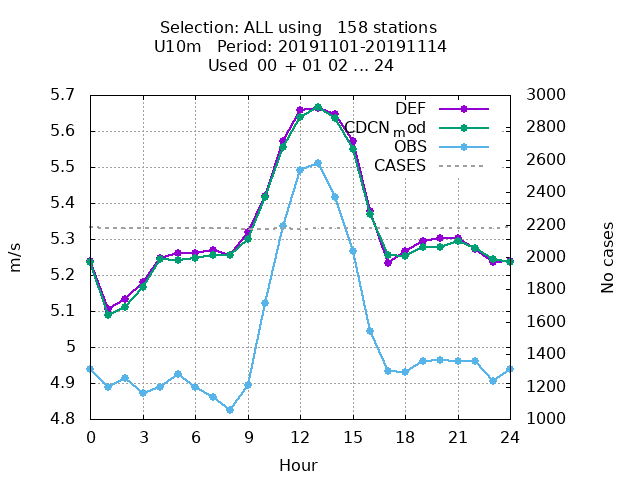 Selection: ALL using   158 stations
U10m   Period: 20191101-20191114
Used  00 + 01 02 ... 24
5.7
5.6
5.5
5.4
5.3
5.2
5.1
5
4.9
4.8
3000
2800
2600
2400
2200
2000
1800
1600
1400
1200
1000
DEF
CDCN_mod
OBS
CASES
m/s
No cases
0 3 6 9 12 15 18 21 24
Hour